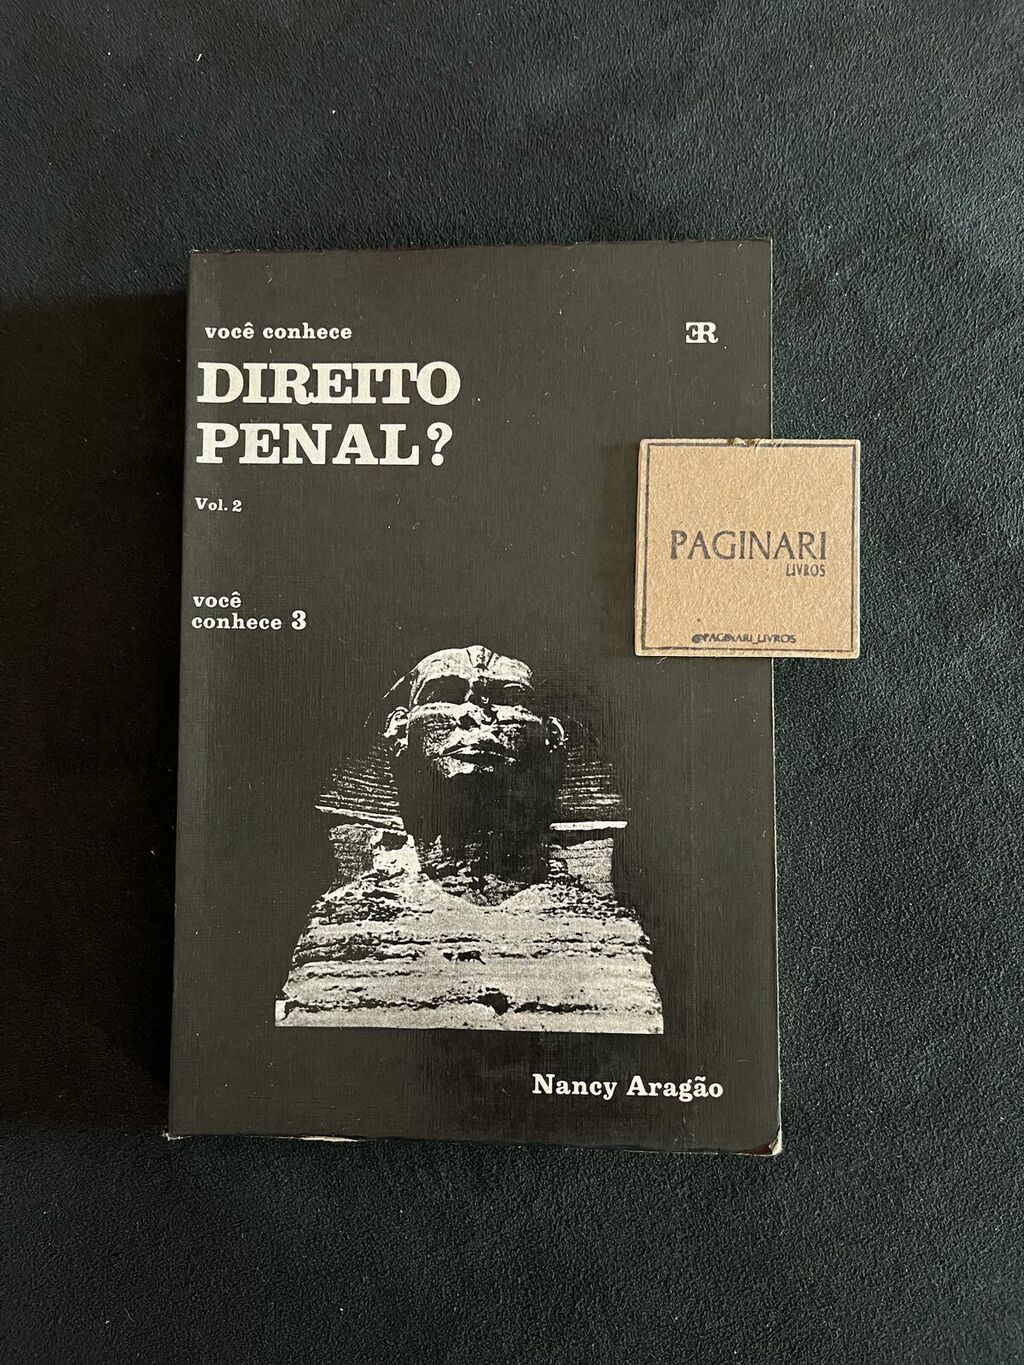 você conhece
ER
DIREITO
PENAL?
Vol. 2
você
conhece 3
Nancy Aragão
PAGINARI
LIVROS
@PAGINARI_LIVROS